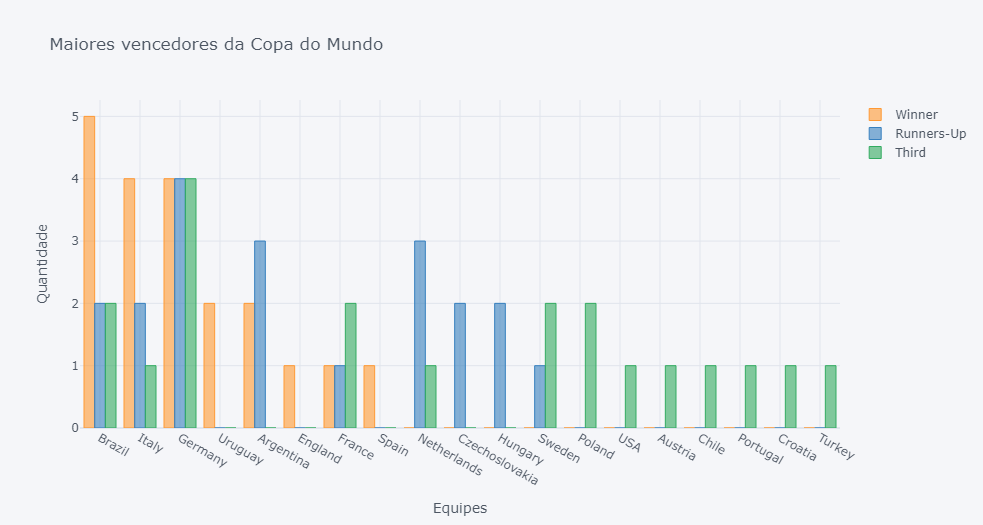 Maiores vencedores da Copa do Mundo
Winner
Runners-Up
Third
Quantidade
5
4
3
2
1
0
Brazil
Italy
Germany
Uruguay
Argentina
England
France
Spain
Netherlands
Czechoslovakia
Hungary
Sweden
Poland
USA
Austria
Chile
Portugal
Croatia
Turkey
Equipes